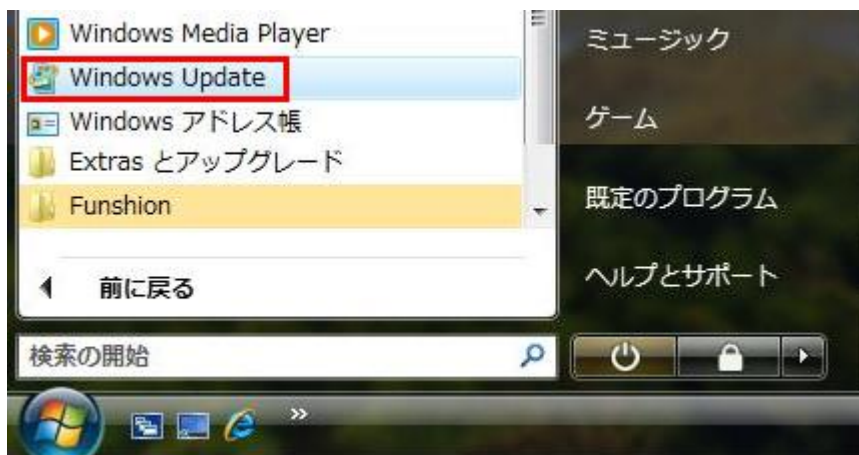 Windows Media Player
Windows Update
Windows アドレス帳
Extras とアップグレード
Funshion
前に戻る
検索の開始
ミュージック
ゲーム
既定のプログラム
ヘルプとサポート